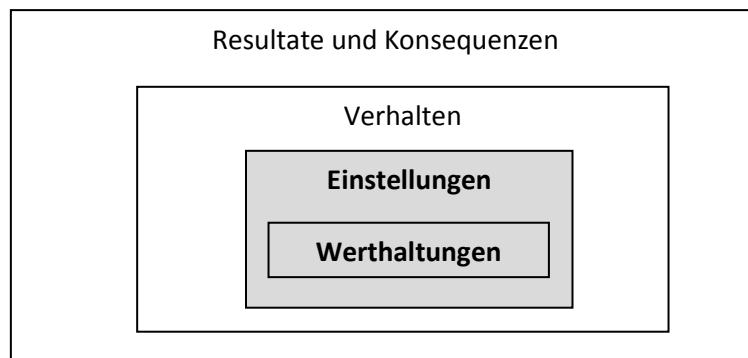 Resultate und Konsequenzen
Verhalten
Einstellungen
Werthaltungen